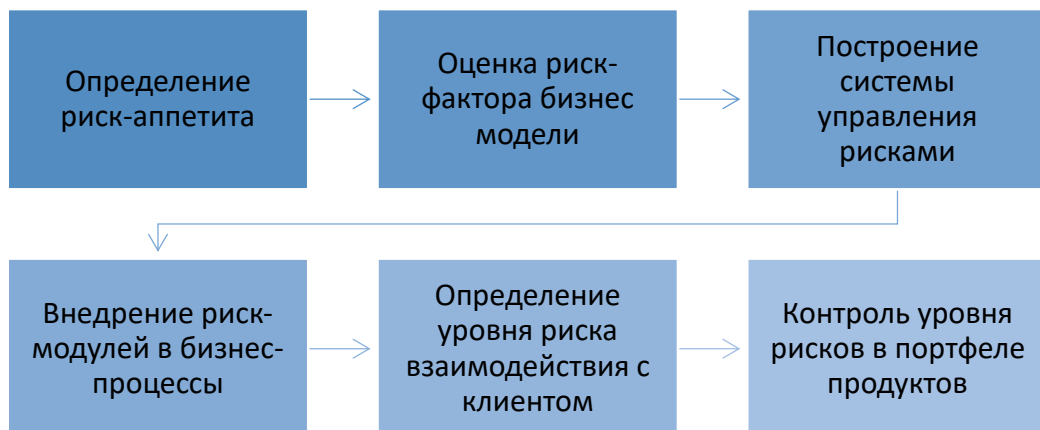 Определение
риск-аппетита
Оценка риск-
фактора бизнес
модели
Построение
системы
управления
рисками
Внедрение риск-
модулей в бизнес-
процессы
Определение
уровня риска
взаимодействия с
клиентом
Контроль уровня
рисков в портфеле
продуктов